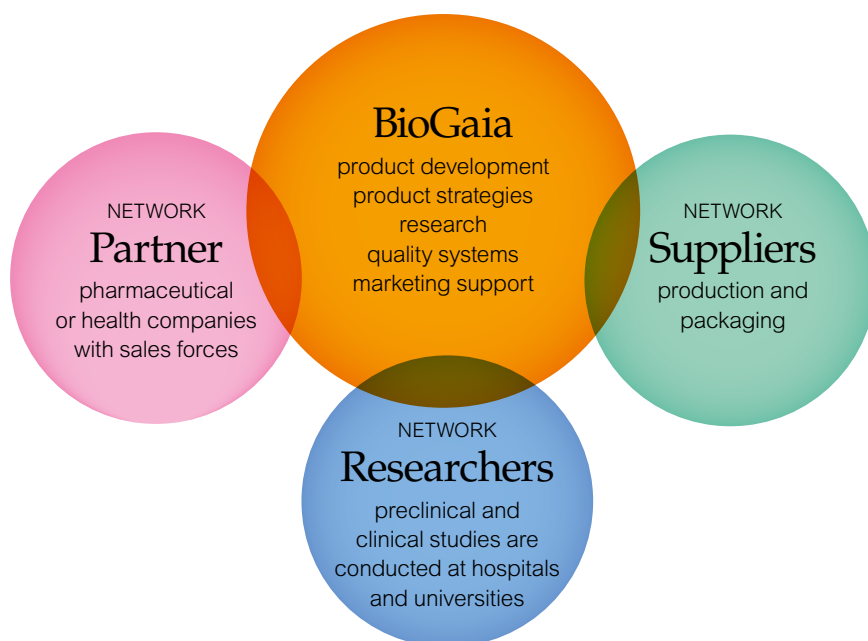 BioGaia
product development
product strategies
research
quality systems
marketing support
NETWORK
Partner
pharmaceutical
or health companies
with sales forces
NETWORK
Suppliers
production and
packaging
NETWORK
Researchers
preclinical and
clinical studies are
conducted at hospitals
and universities